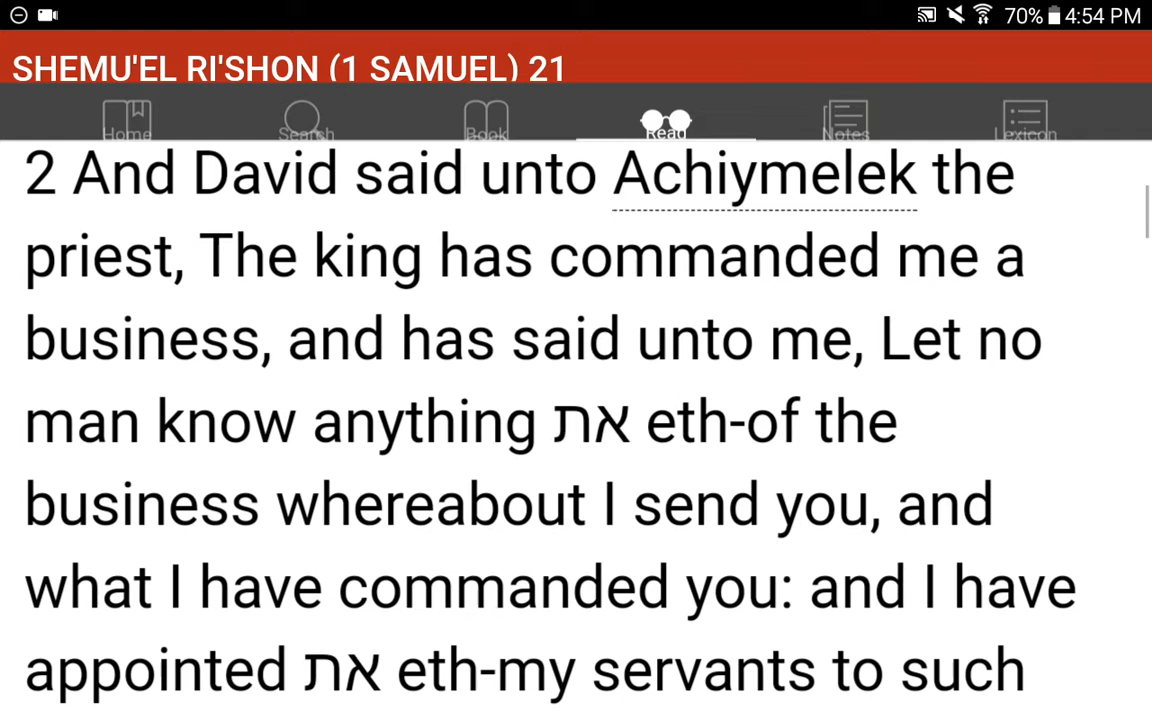 70% 4:54 PM
SHEMU'EL RI'SHON (1 SAMUEL) 21
Home Search Book Read Notes Lexicon
2 And David said unto Achiymelek the
priest, The king has commanded me a
business, and has said unto me, Let no
man know anything את eth-of the
business whereabout I send you, and
what I have commanded you: and I have
appointed את eth-my servants to such